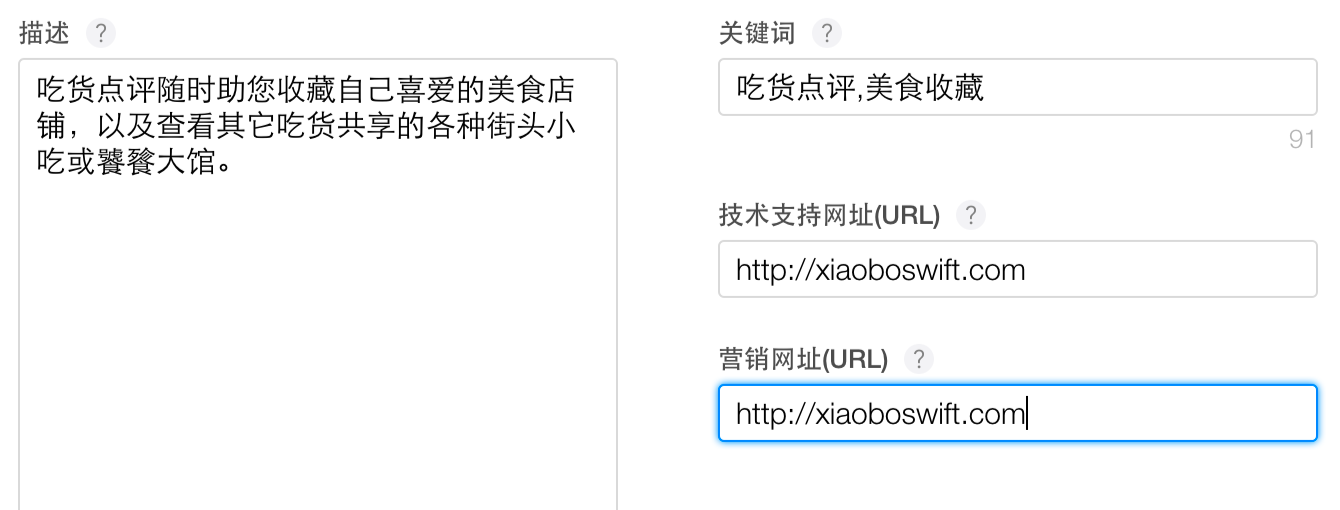 描述 ?
吃货点评随时助您收藏自己喜爱的美食店
铺，以及查看其它吃货共享的各种街头小
吃或饕餮大馆。
关键词 ?
吃货点评,美食收藏
91
技术支持网址(URL) ?
http://xiaoboswift.com
营销网址(URL) ?
http://xiaoboswift.com